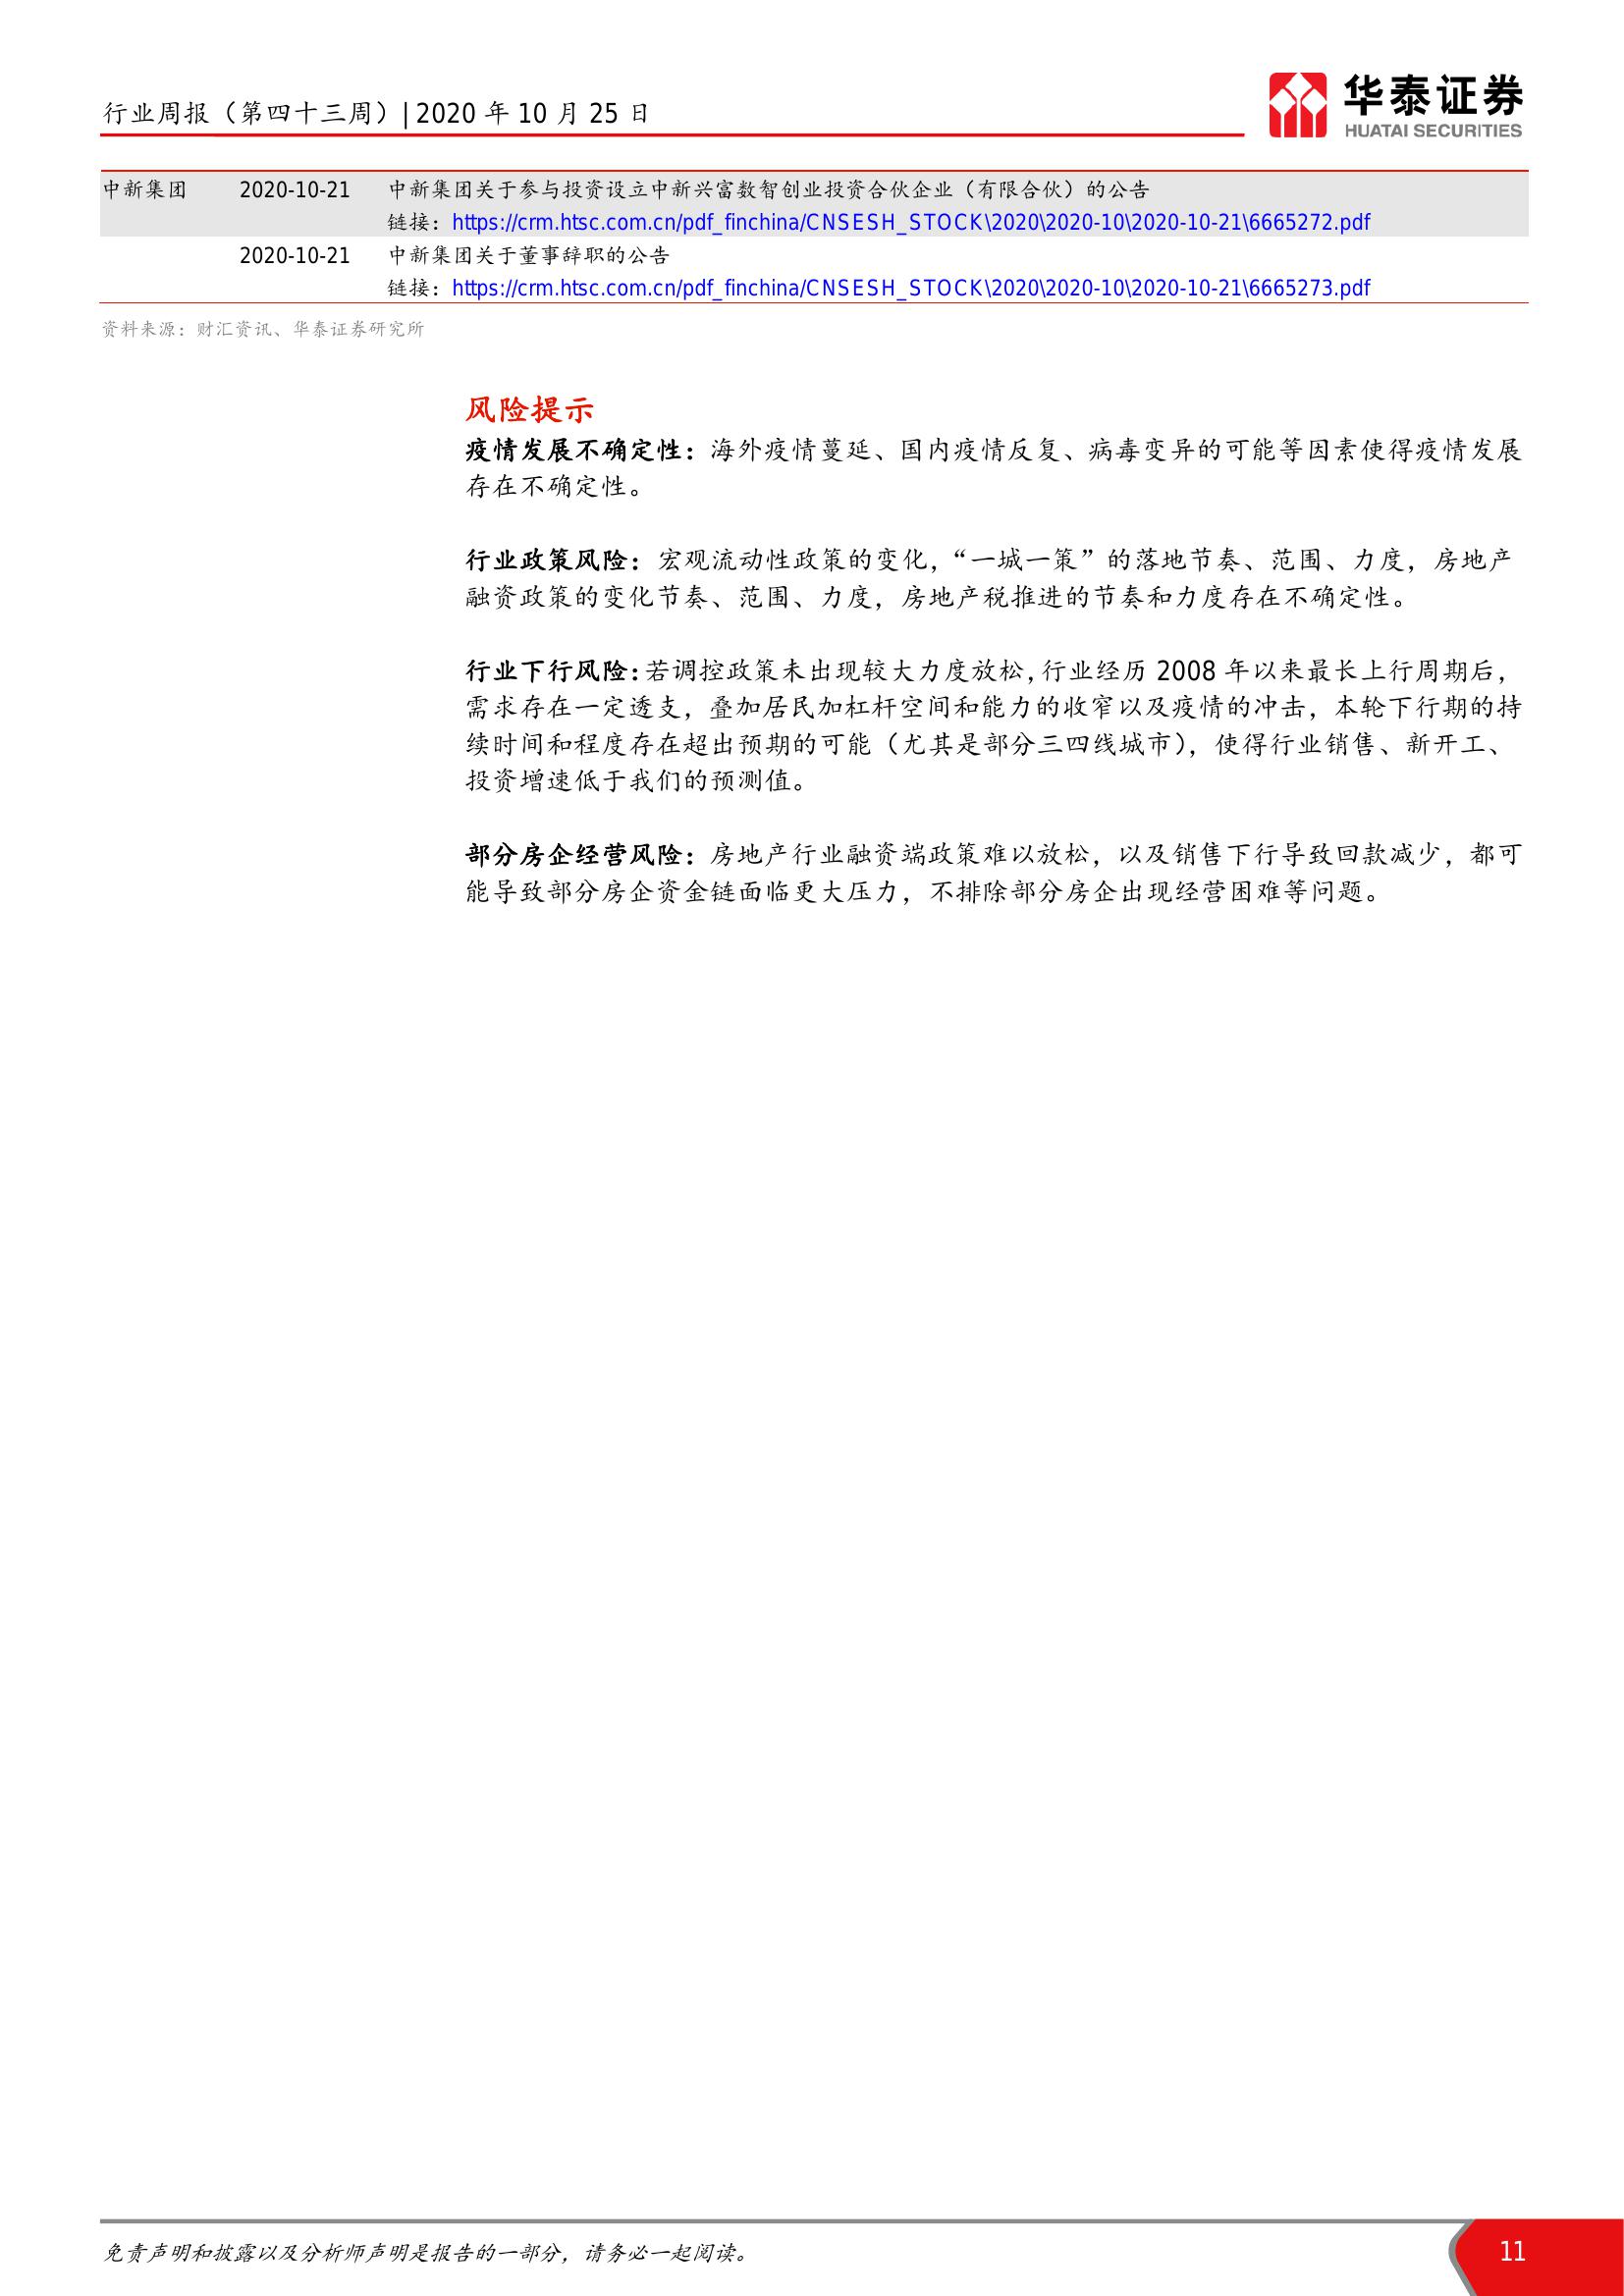 行业周报（第四十三周）| 2020 年 10 月 25 日
华泰证券
HUATAI SECURITIES
中新集团 2020-10-21 中新集团关于参与投资设立中新兴富数智创业投资合伙企业（有限合伙）的公告
链接：https://crm.htsc.com.cn/pdf_finchina/CNSESH_STOCK\2020\2020-10\2020-10-21\6665272.pdf
2020-10-21 中新集团关于董事辞职的公告
链接：https://crm.htsc.com.cn/pdf_finchina/CNSESH_STOCK\2020\2020-10\2020-10-21\6665273.pdf
资料来源：财汇资讯、华泰证券研究所
风险提示
疫情发展不确定性：海外疫情蔓延、国内疫情反复、病毒变异的可能等因素使得疫情发展
存在不确定性。
行业政策风险：宏观流动性政策的变化，“一城一策”的落地节奏、范围、力度，房地产
融资政策的变化节奏、范围、力度，房地产税推进的节奏和力度存在不确定性。
行业下行风险：若调控政策未出现较大力度放松，行业经历 2008 年以来最长上行周期后，
需求存在一定透支，叠加居民加杠杆空间和能力的收窄以及疫情的冲击，本轮下行期的持
续时间和程度存在超出预期的可能（尤其是部分三四线城市），使得行业销售、新开工、
投资增速低于我们的预测值。
部分房企经营风险：房地产行业融资端政策难以放松，以及销售下行导致回款减少，都可
能导致部分房企资金链面临更大压力，不排除部分房企出现经营困难等问题。
免责声明和披露以及分析师声明是报告的一部分，请务必一起阅读。
11